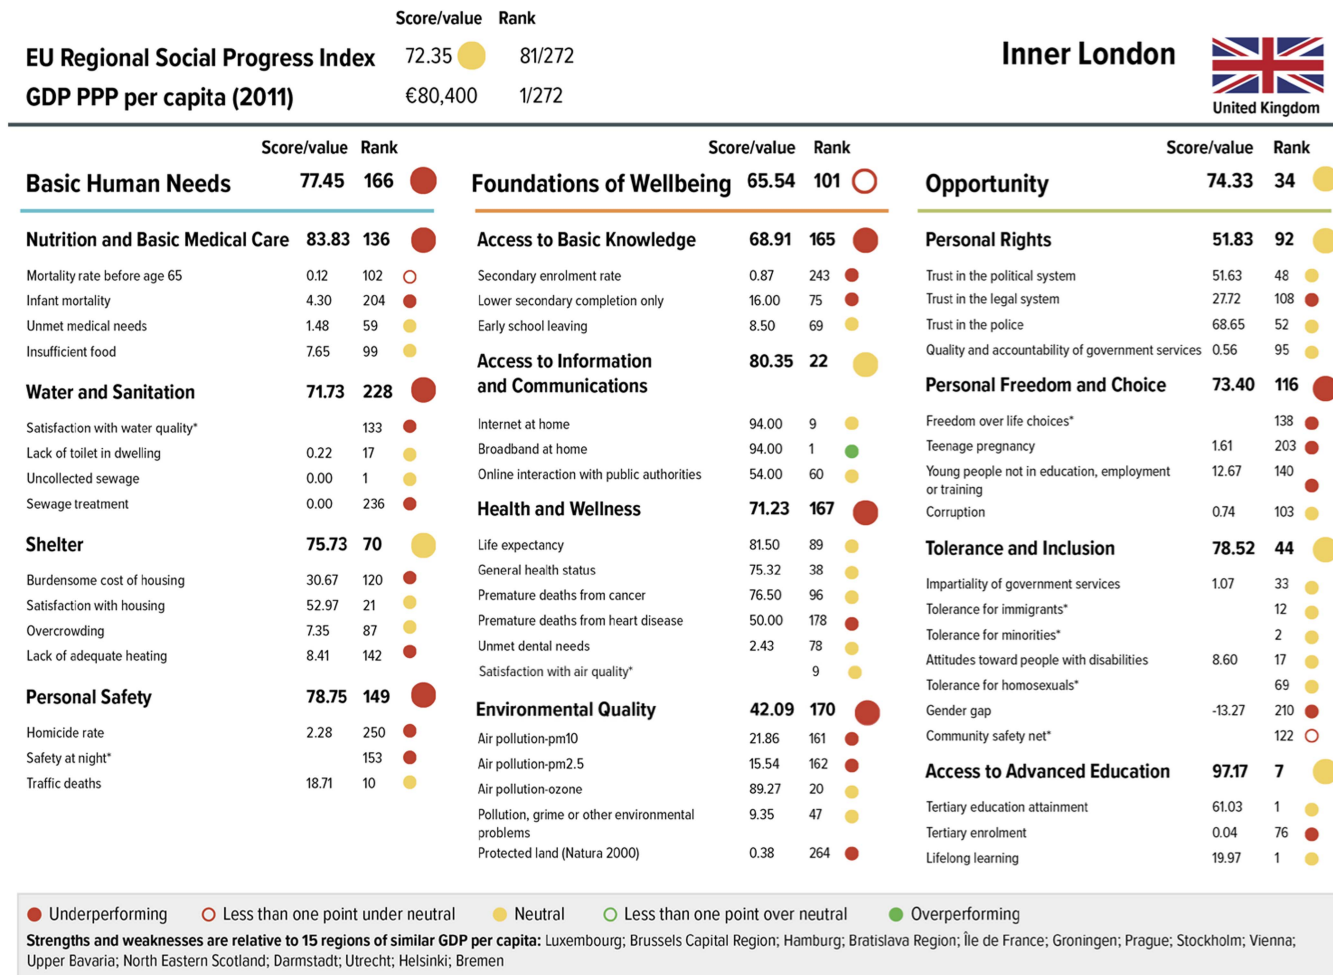 Score/value Rank
EU Regional Social Progress Index 72.35 81/272
GDP PPP per capita (2011) €80,400 1/272
Inner London
United Kingdom
Score/value Rank
Basic Human Needs 77.45 166
Nutrition and Basic Medical Care 83.83 136
Mortality rate before age 65 0.12 102
Infant mortality 4.30 204
Unmet medical needs 1.48 59
Insufficient food 7.65 99
Water and Sanitation 71.73 228
Satisfaction with water quality* 133
Lack of toilet in dwelling 0.22 17
Uncollected sewage 0.00 1
Sewage treatment 0.00 236
Shelter 75.73 70
Burdensome cost of housing 30.67 120
Satisfaction with housing 52.97 21
Overcrowding 7.35 87
Lack of adequate heating 8.41 142
Personal Safety 78.75 149
Homicide rate 2.28 250
Safety at night* 153
Traffic deaths 18.71 10
Score/value Rank
Foundations of Wellbeing 65.54 101
Access to Basic Knowledge 68.91 165
Secondary enrolment rate 0.87 243
Lower secondary completion only 16.00 75
Early school leaving 8.50 69
Access to Information 80.35 22
and Communications
Internet at home 94.00 9
Broadband at home 94.00 1
Online interaction with public authorities 54.00 60
Health and Wellness 71.23 167
Life expectancy 81.50 89
General health status 75.32 38
Premature deaths from cancer 76.50 96
Premature deaths from heart disease 50.00 178
Unmet dental needs 2.43 78
Satisfaction with air quality* 9
Environmental Quality 42.09 170
Air pollution-pm10 21.86 161
Air pollution-pm2.5 15.54 162
Air pollution-ozone 89.27 20
Pollution, grime or other environmental 9.35 47
problems
Protected land (Natura 2000) 0.38 264
Score/value Rank
Opportunity 74.33 34
Personal Rights 51.83 92
Trust in the political system 51.63 48
Trust in the legal system 27.72 108
Trust in the police 68.65 52
Quality and accountability of government services 0.56 95
Personal Freedom and Choice 73.40 116
Freedom over life choices* 138
Teenage pregnancy 1.61 203
Young people not in education, employment 12.67 140
or training
Corruption 0.74 103
Tolerance and Inclusion 78.52 44
Impartiality of government services 1.07 33
Tolerance for immigrants* 12
Tolerance for minorities* 2
Attitudes toward people with disabilities 8.60 17
Tolerance for homosexuals* 69
Gender gap -13.27 210
Community safety net* 122
Access to Advanced Education 97.17 7
Tertiary education attainment 61.03 1
Tertiary enrolment 0.04 76
Lifelong learning 19.97 1
Underperforming Less than one point under neutral Neutral Less than one point over neutral Overperforming
Strengths and weaknesses are relative to 15 regions of similar GDP per capita: Luxembourg; Brussels Capital Region; Hamburg; Bratislava Region; Île de France; Groningen; Prague; Stockholm; Vienna;
Upper Bavaria; North Eastern Scotland; Darmstadt; Utrecht; Helsinki; Bremen